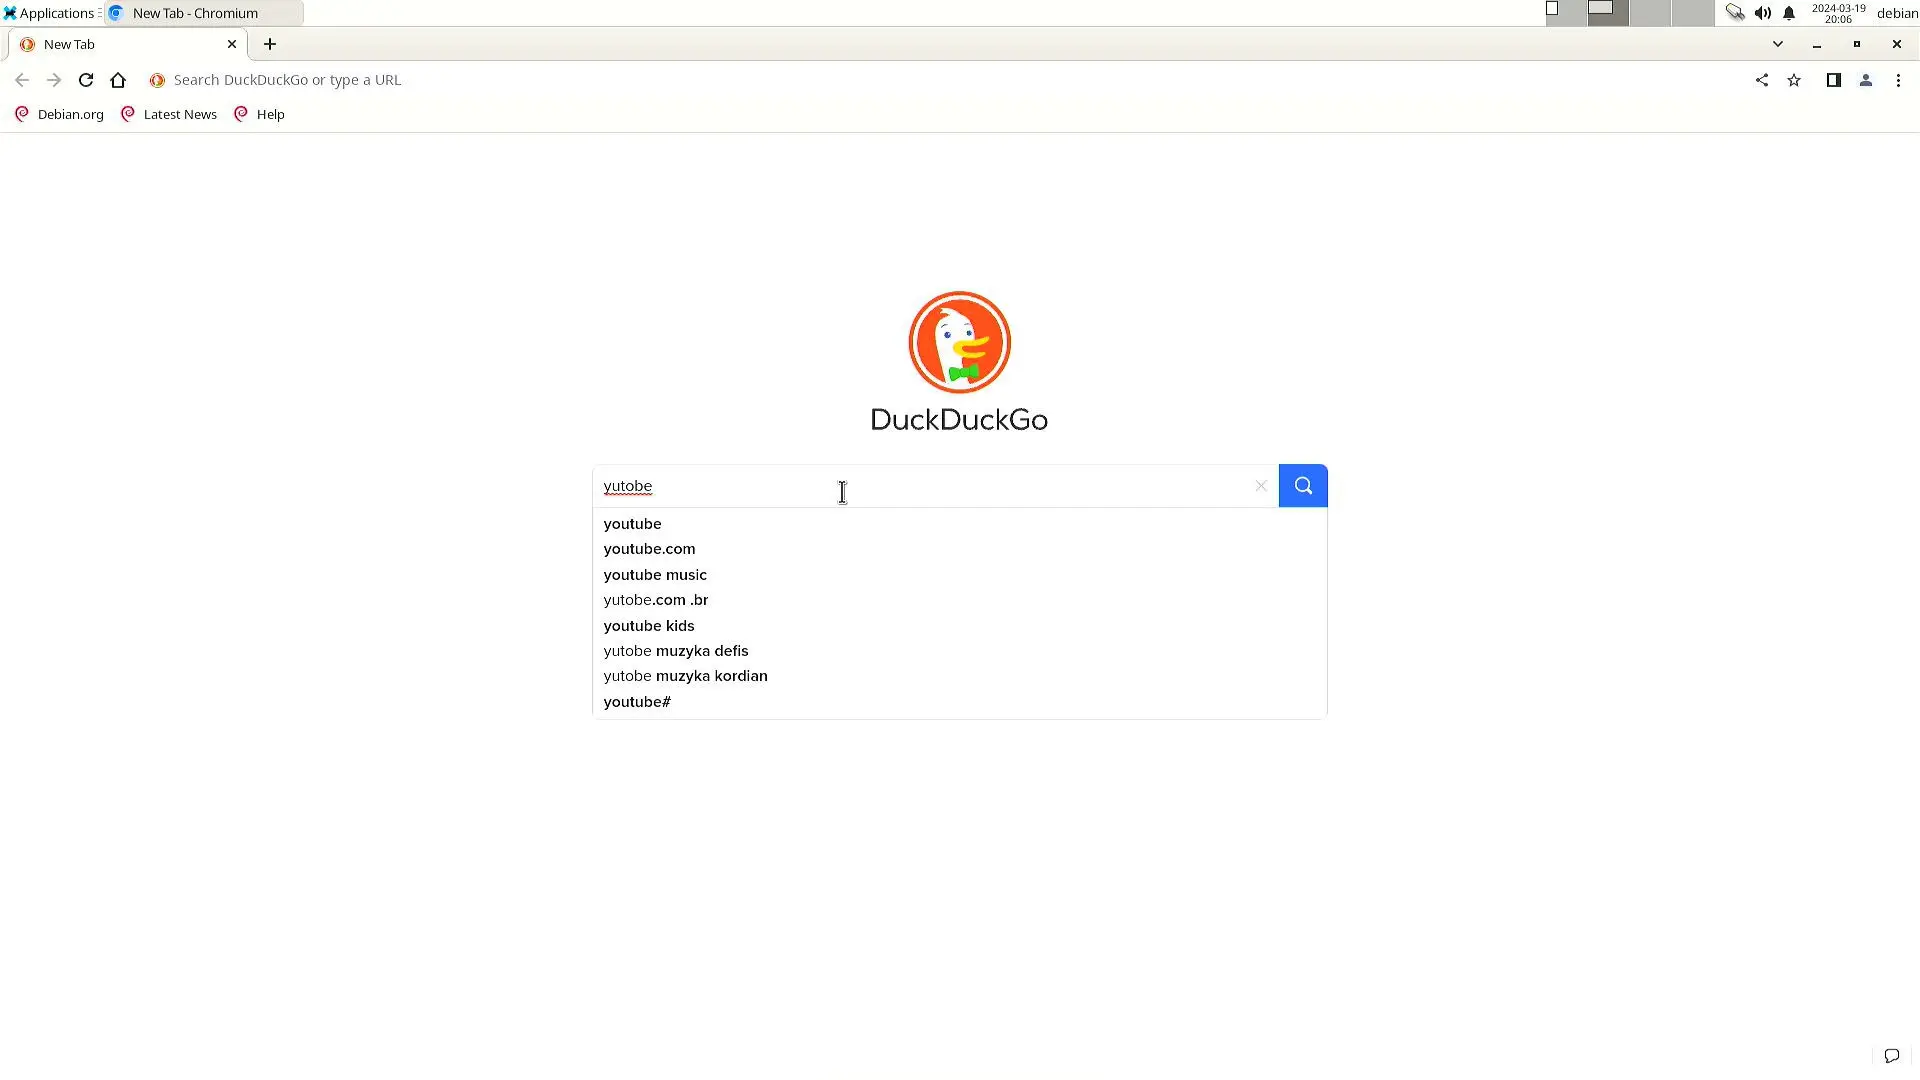 Applications
New Tab - Chromium
2024-03-19
20:06
debian
New Tab
Search DuckDuckGo or type a URL
Debian.org
Latest News
Help
DuckDuckGo
yutobe
youtube
youtube.com
youtube music
yutobe.com .br
youtube kids
yutobe muzyka defis
yutobe muzyka kordian
youtube#